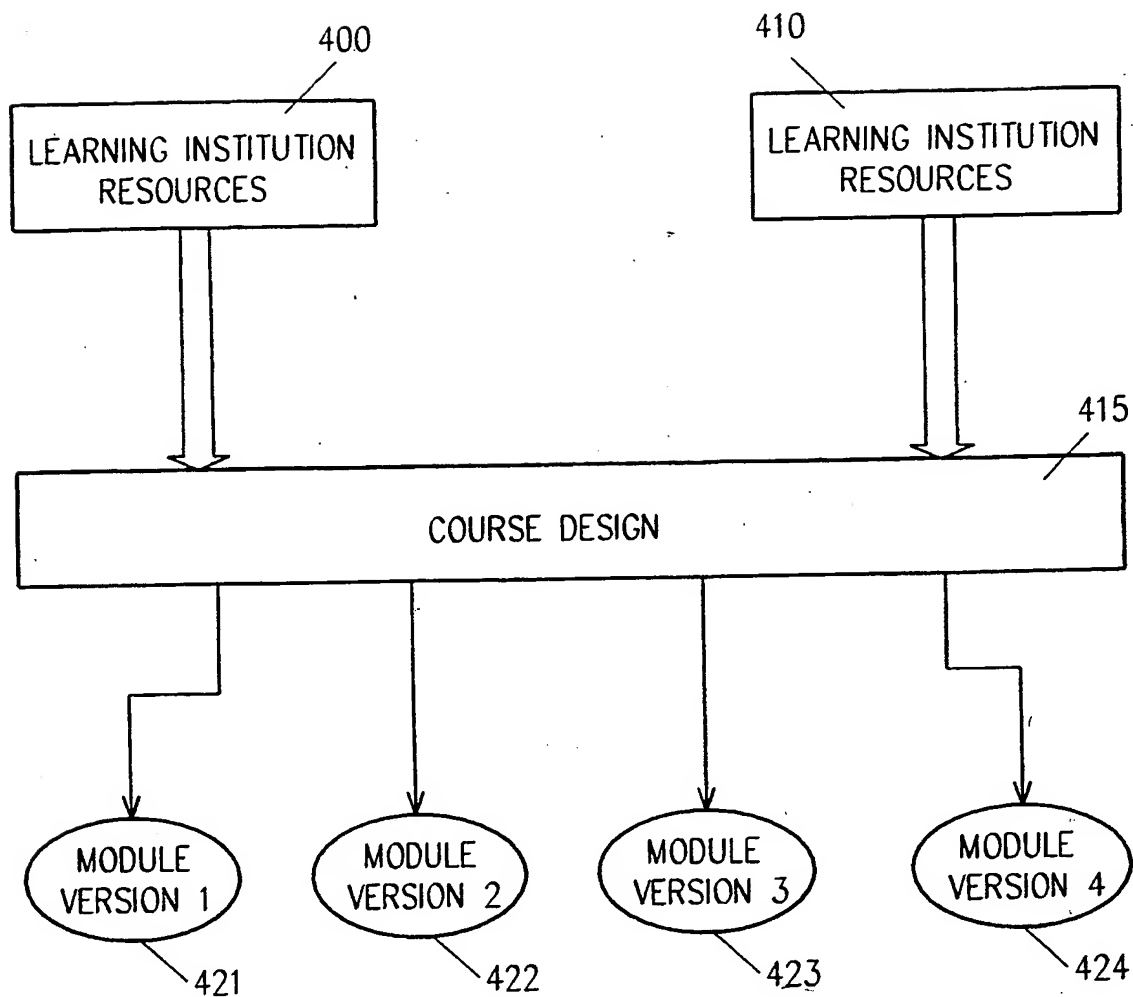 400
410
LEARNING INSTITUTION
RESOURCES
LEARNING INSTITUTION
RESOURCES
415
COURSE DESIGN
MODULE
VERSION 1
MODULE
VERSION 2
MODULE
VERSION 3
MODULE
VERSION 4
421
422
423
424